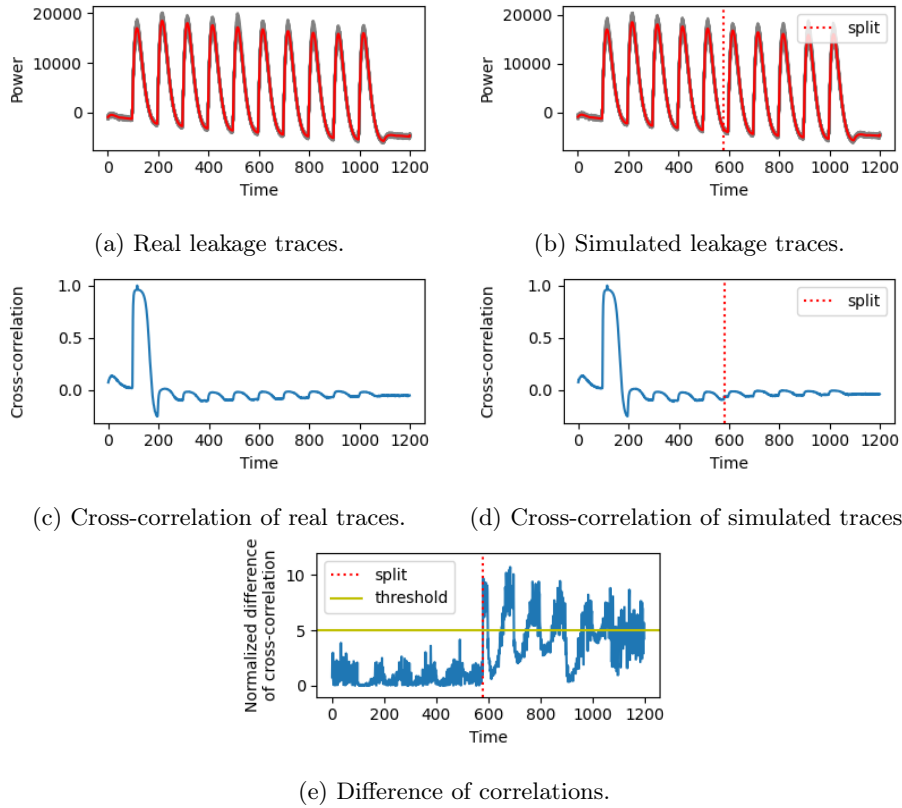 20000
10000
0
Power
0 200 400 600 800 1000 1200
Time
(a) Real leakage traces.
20000
10000
0
Power
split
0 200 400 600 800 1000 1200
Time
(b) Simulated leakage traces.
1.0
0.5
0.0
Cross-correlation
0 200 400 600 800 1000 1200
Time
(c) Cross-correlation of real traces.
1.0
0.5
0.0
Cross-correlation
split
0 200 400 600 800 1000 1200
Time
(d) Cross-correlation of simulated traces
Normalized difference
of cross-correlation
10
5
0
split
threshold
0 200 400 600 800 1000 1200
Time
(e) Difference of correlations.